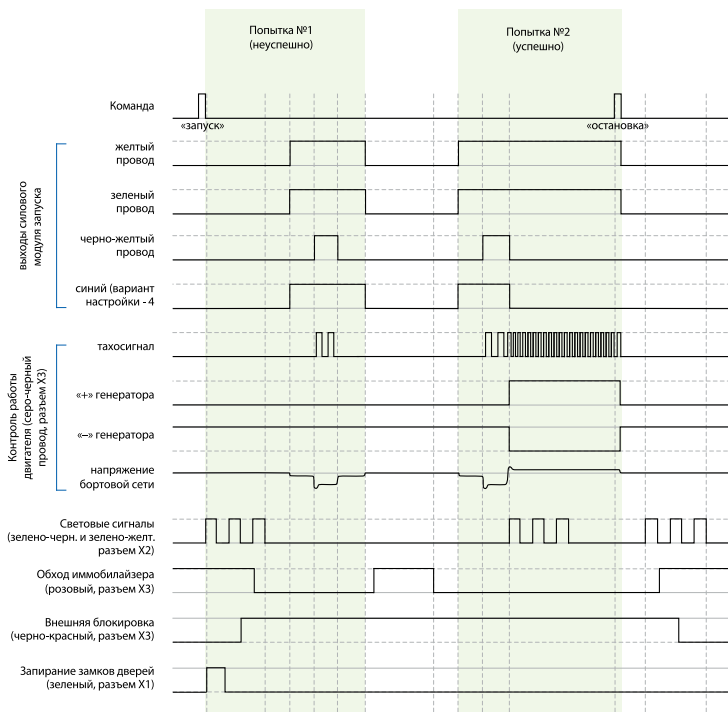 Попытка №1
(неуспешно)
Попытка №2
(успешно)
Команда
«запуск»
«остановка»
выходы силового
модуля запуска
желтый
провод
зеленый
провод
черно-желтый
провод
синий (вариант
настройки - 4
Контроль работы
двигателя (серо-черный
провод, разъем X3)
тахосигнал
«+» генератора
«–» генератора
напряжение
бортовой сети
Световые сигналы
(зелено-черн. и зелено-желт.
разъем X2)
Обход иммобилайзера
(розовый, разъем X3)
Внешняя блокировка
(черно-красный, разъем X3)
Запирание замков дверей
(зеленый, разъем X1)